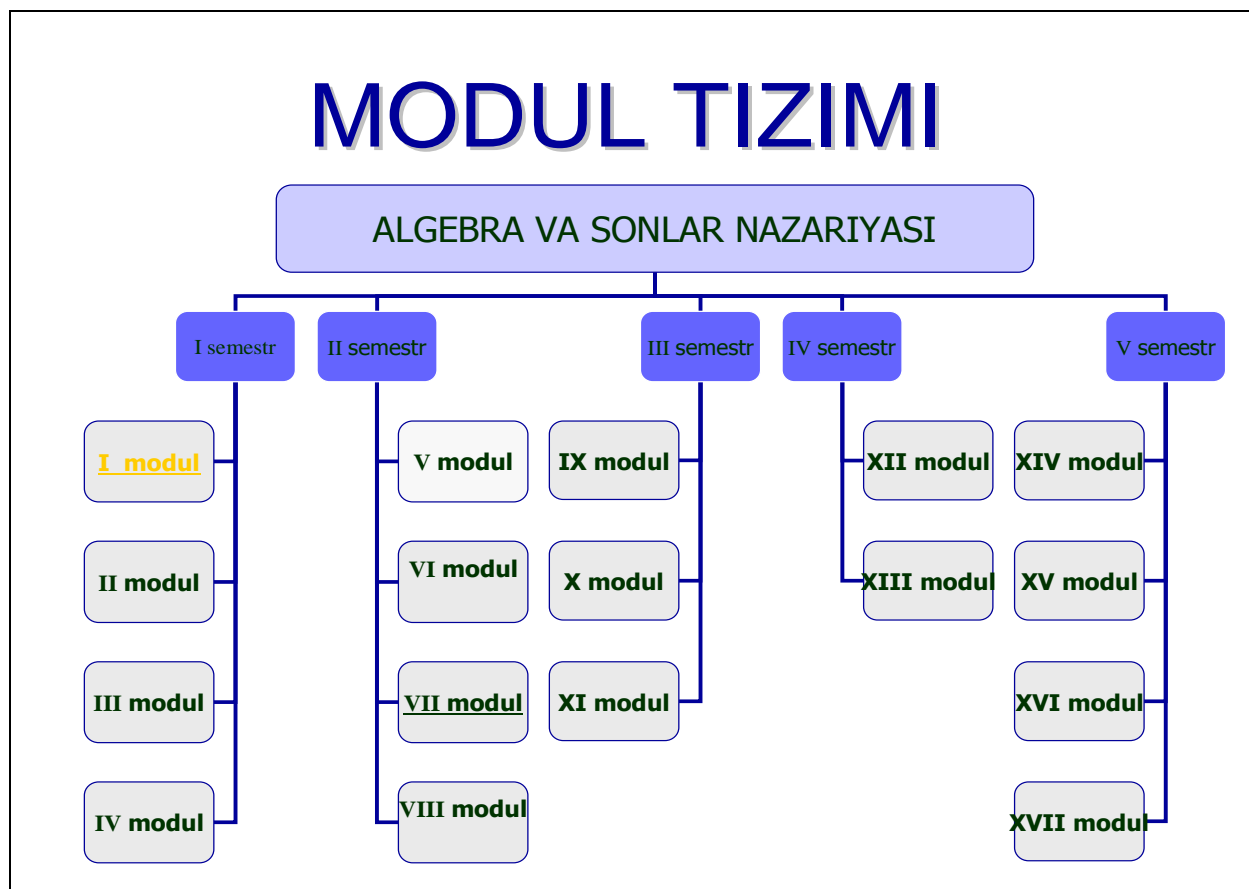 MODUL TIZIMI
ALGEBRA VA SONLAR NAZARIYASI
I semestr
II semestr
III semestr
IV semestr
V semestr
I modul
V modul
IX modul
XII modul
XIV modul
II modul
VI modul
X modul
XIII modul
XV modul
III modul
VII modul
XI modul
XVI modul
IV modul
VIII modul
XVII modul